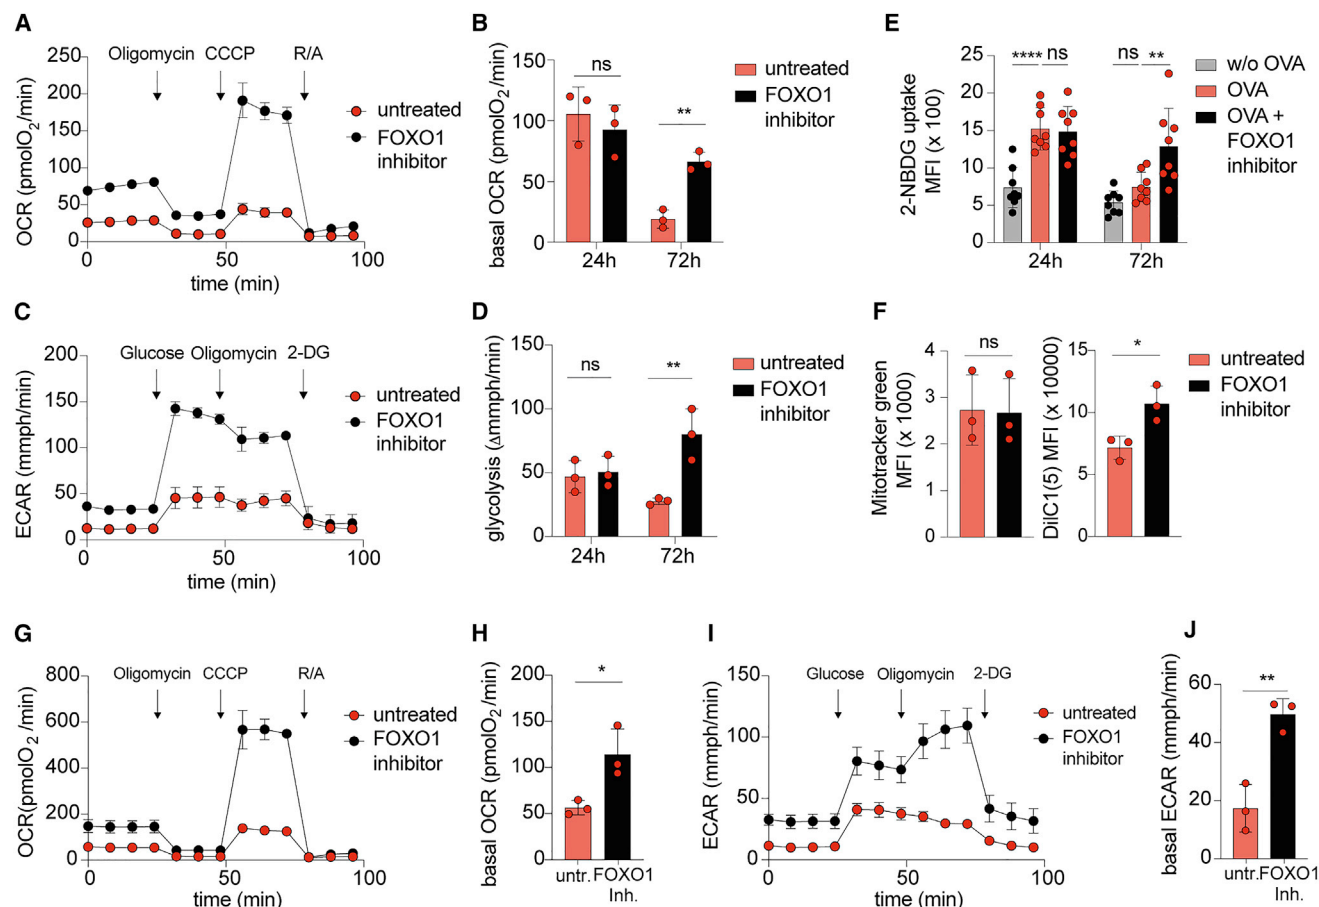 A
OCR (pmolO2/min)
250
200
150
100
50
0
Oligomycin
CCCP
R/A
0
50
100
time (min)
untreated
FOXO1
inhibitor
B
basal OCR (pmolO2/min)
150
100
50
0
ns
**
24h
72h
untreated
FOXO1
inhibitor
E
2-NBDG uptake
MFI (x 100)
25
20
15
10
5
0
****
ns
ns
**
24h
72h
w/o OVA
OVA
OVA +
FOXO1
inhibitor
C
ECAR (mmph/min)
200
150
100
50
0
Glucose
Oligomycin
2-DG
0
50
100
time (min)
untreated
FOXO1
inhibitor
D
glycolysis (Δmmph/min)
150
100
50
0
ns
**
24h
72h
untreated
FOXO1
inhibitor
F
Mitotracker green
MFI (x 1000)
4
3
2
1
0
ns
DilC1(5) MFI (x 10000)
15
10
5
0
*
untreated
FOXO1
inhibitor
G
OCR(pmolO2 /min)
800
600
400
200
0
Oligomycin
CCCP
R/A
0
50
100
time (min)
untreated
FOXO1
inhibitor
H
basal OCR (pmolO2/min)
200
150
100
50
0
*
untr.
FOXO1
Inh.
I
ECAR (mmph/min)
150
100
50
0
Glucose
Oligomycin
2-DG
0
50
100
time (min)
untreated
FOXO1
inhibitor
J
basal ECAR (mmph/min)
60
40
20
0
**
untr.
FOXO1
Inh.